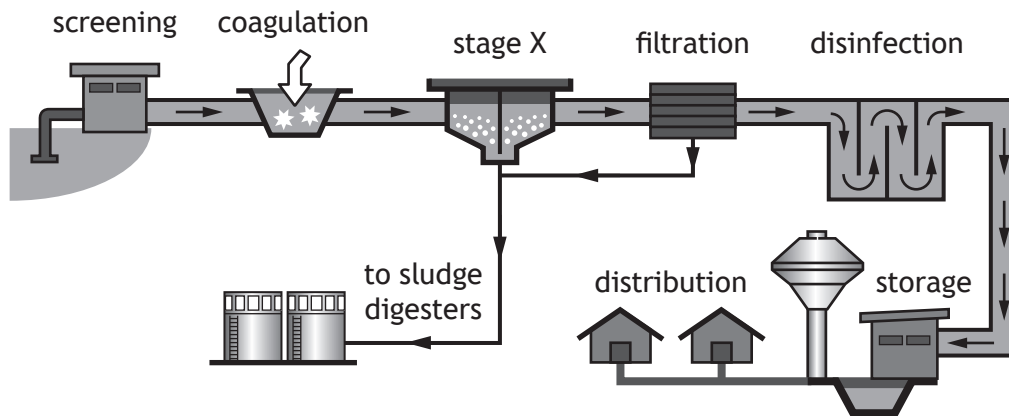 screening
coagulation
stage X
filtration
disinfection
to sludge
digesters
distribution
storage